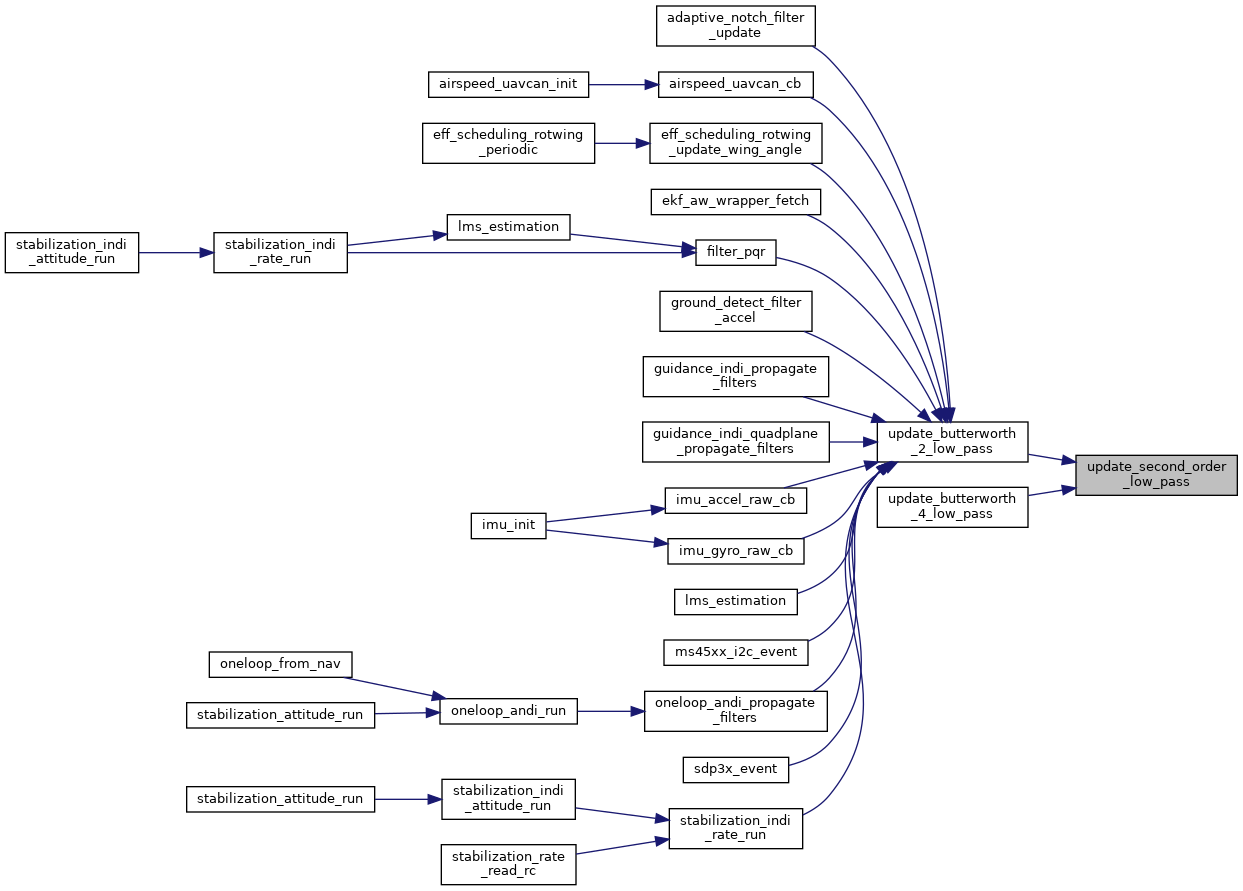 adaptive_notch_filter
_update
airspeed_uavcan_init
airspeed_uavcan_cb
eff_scheduling_rotwing
_periodic
eff_scheduling_rotwing
_update_wing_angle
ekf_aw_wrapper_fetch
stabilization_indi
_attitude_run
stabilization_indi
_rate_run
lms_estimation
filter_pqr
ground_detect_filter
_accel
guidance_indi_propagate
_filters
guidance_indi_quadplane
_propagate_filters
update_butterworth
_2_low_pass
update_second_order
_low_pass
update_butterworth
_4_low_pass
imu_init
imu_accel_raw_cb
imu_gyro_raw_cb
lms_estimation
ms45xx_i2c_event
oneloop_from_nav
stabilization_attitude_run
oneloop_andi_run
oneloop_andi_propagate
_filters
sdp3x_event
stabilization_attitude_run
stabilization_indi
_attitude_run
stabilization_indi
_rate_run
stabilization_rate
_read_rc